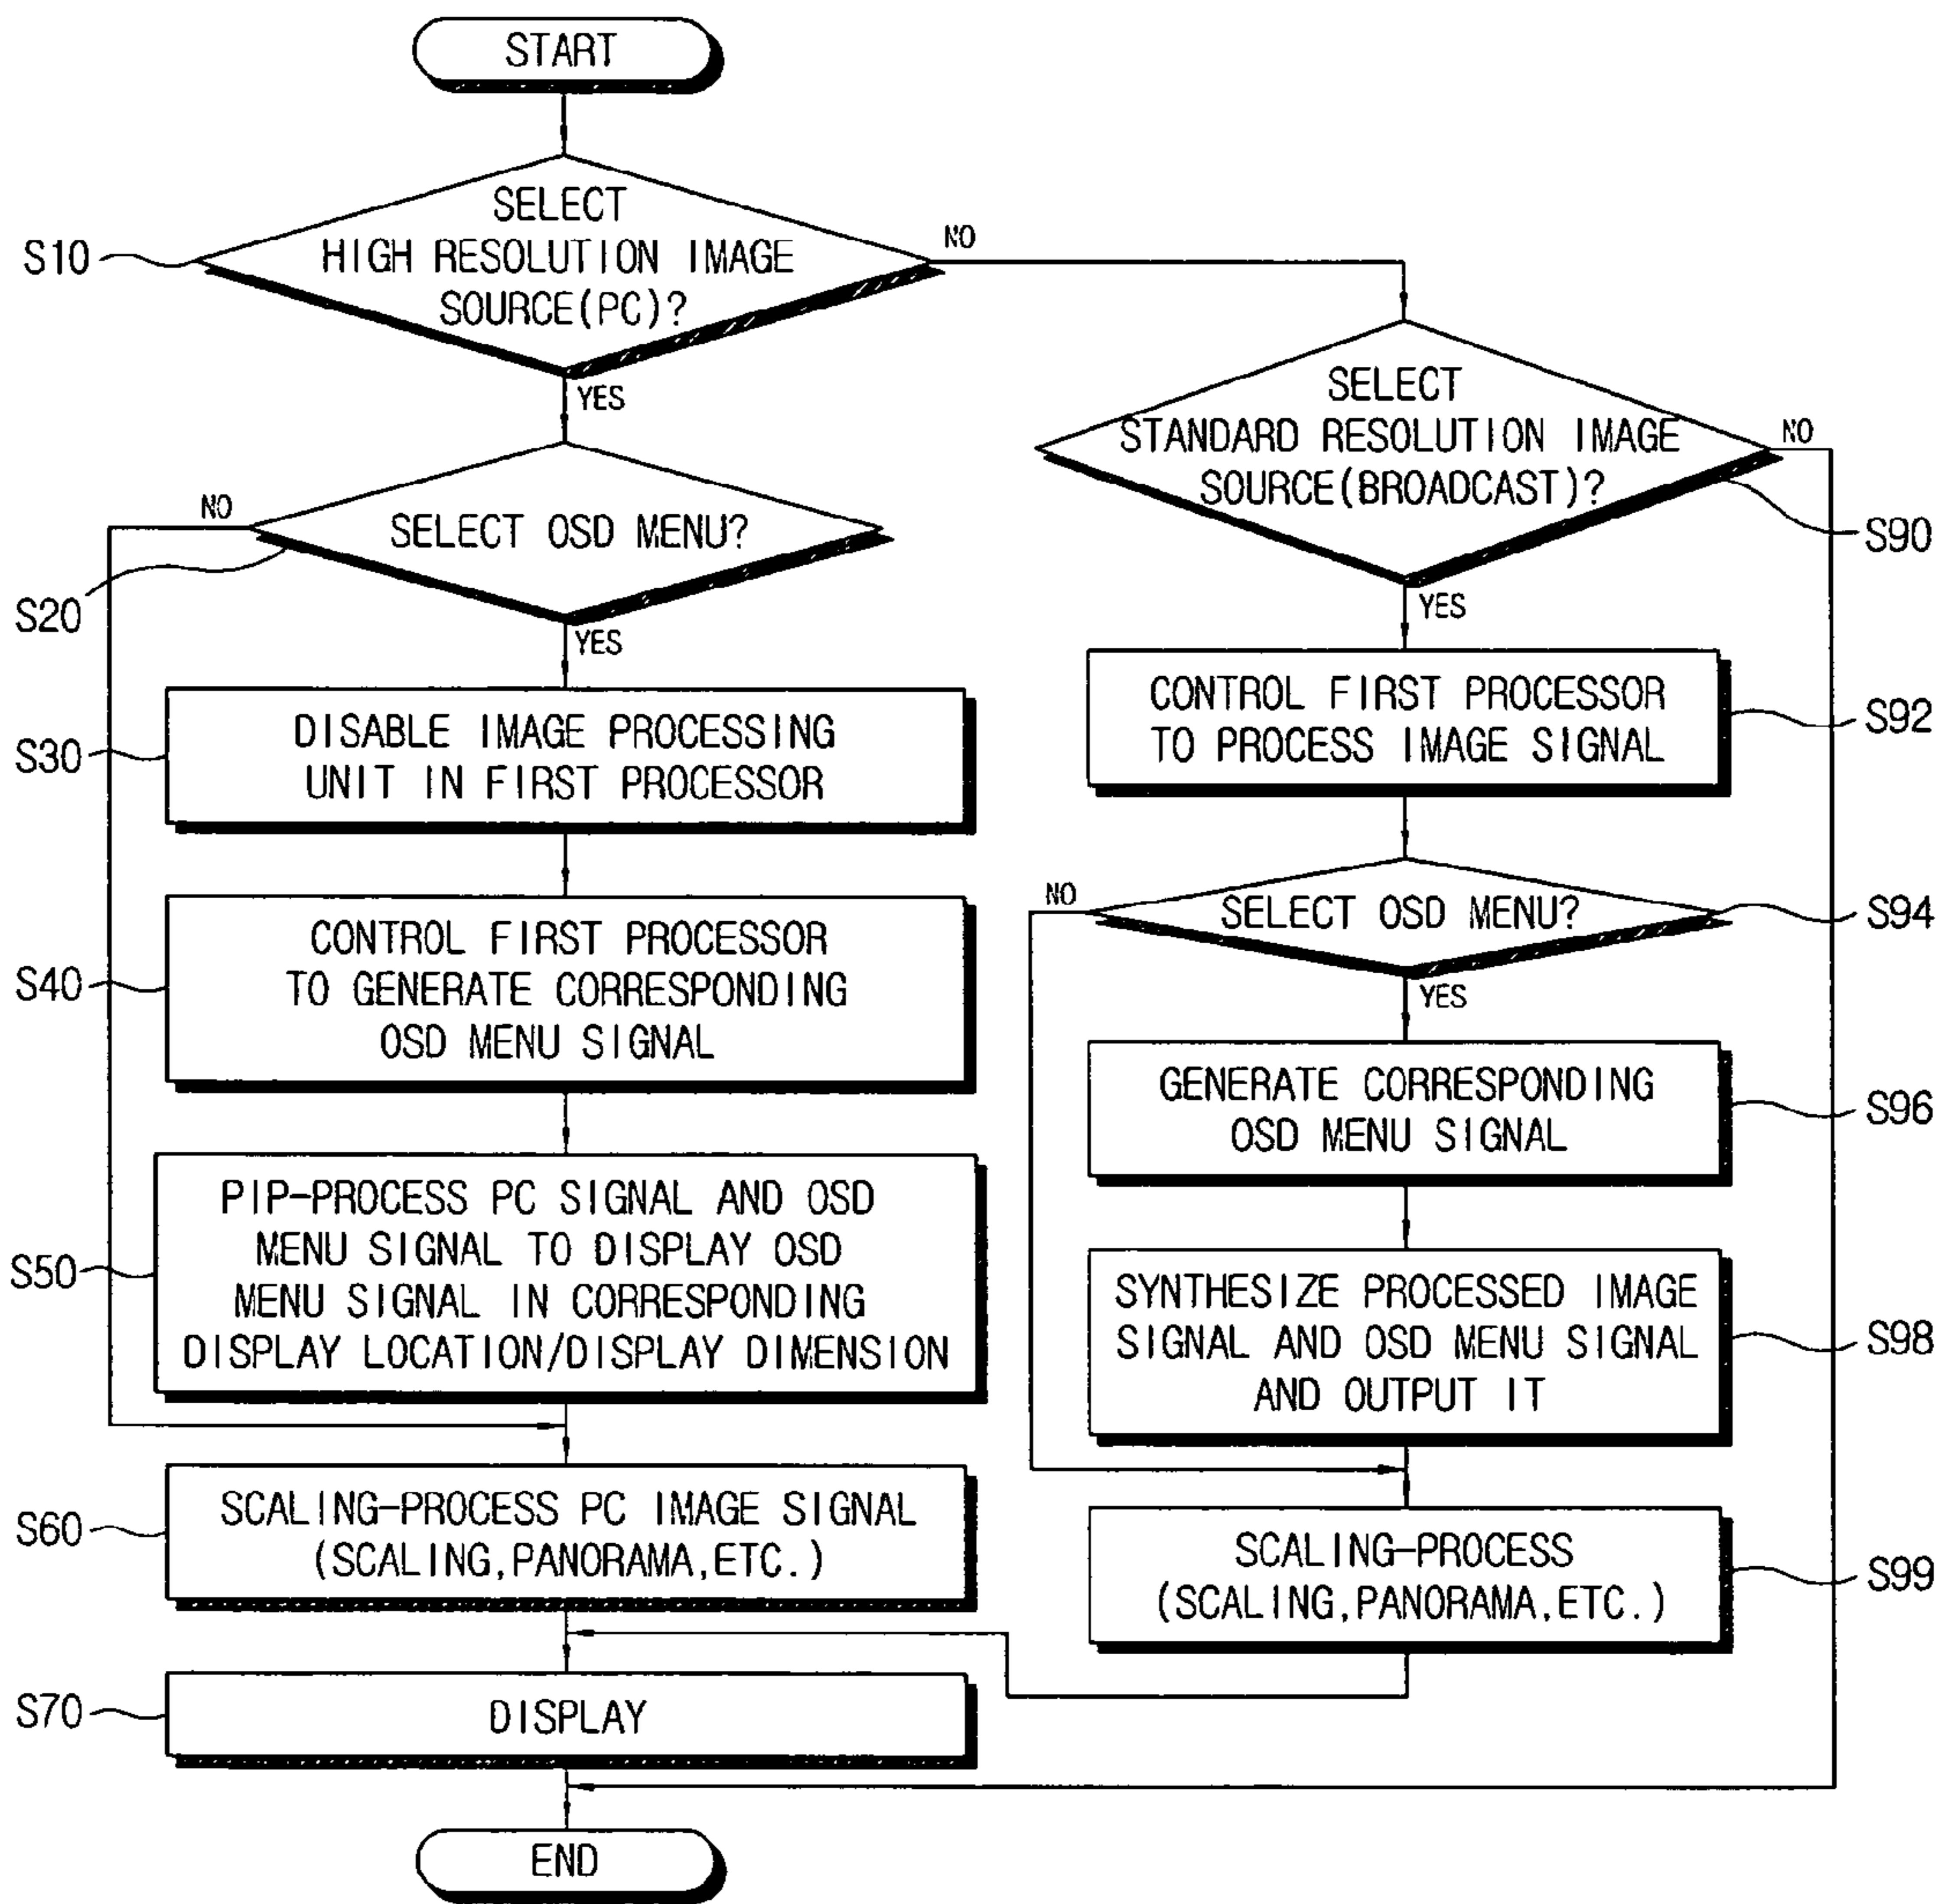 START
SELECT
HIGH RESOLUTION IMAGE
SOURCE(PC)?
S10
NO
YES
SELECT OSD MENU?
NO
S20
YES
DISABLE IMAGE PROCESSING
UNIT IN FIRST PROCESSOR
S30
CONTROL FIRST PROCESSOR
TO GENERATE CORRESPONDING
OSD MENU SIGNAL
S40
PIP-PROCESS PC SIGNAL AND OSD
MENU SIGNAL TO DISPLAY OSD
MENU SIGNAL IN CORRESPONDING
DISPLAY LOCATION/DISPLAY DIMENSION
S50
SCALING-PROCESS PC IMAGE SIGNAL
(SCALING,PANORAMA,ETC.)
S60
DISPLAY
S70
END
SELECT
STANDARD RESOLUTION IMAGE
SOURCE(BROADCAST)?
NO
S90
YES
CONTROL FIRST PROCESSOR
TO PROCESS IMAGE SIGNAL
S92
NO
SELECT OSD MENU?
S94
YES
GENERATE CORRESPONDING
OSD MENU SIGNAL
S96
SYNTHESIZE PROCESSED IMAGE
SIGNAL AND OSD MENU SIGNAL
AND OUTPUT IT
S98
SCALING-PROCESS
(SCALING,PANORAMA,ETC.)
S99